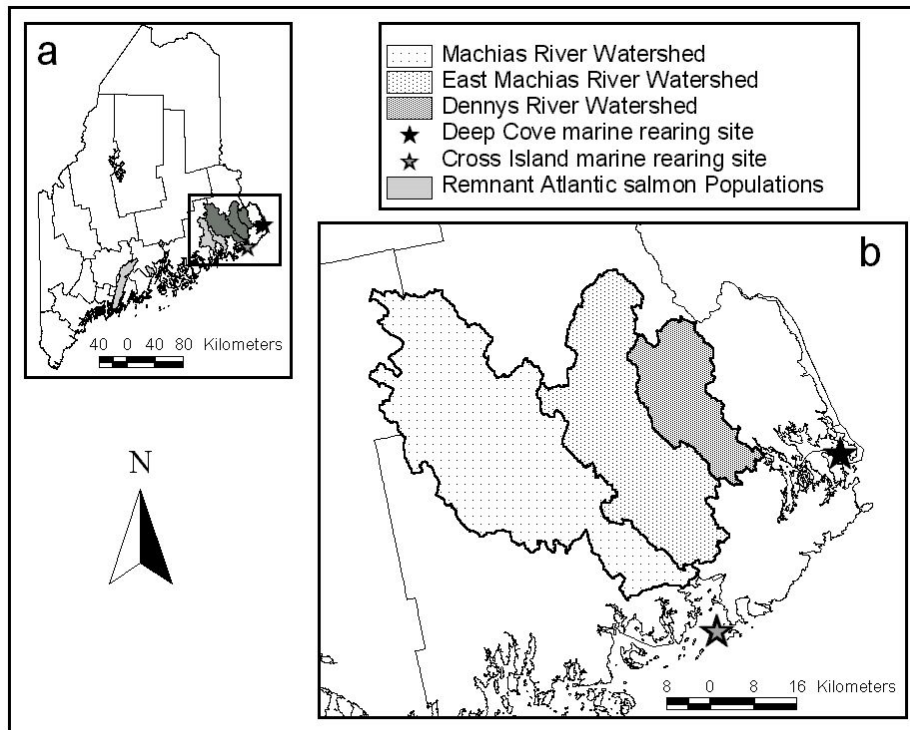 a
40 0 40 80 Kilometers
Machias River Watershed
East Machias River Watershed
Dennys River Watershed
Deep Cove marine rearing site
Cross Island marine rearing site
Remnant Atlantic salmon Populations
N
b
8 0 8 16 Kilometers